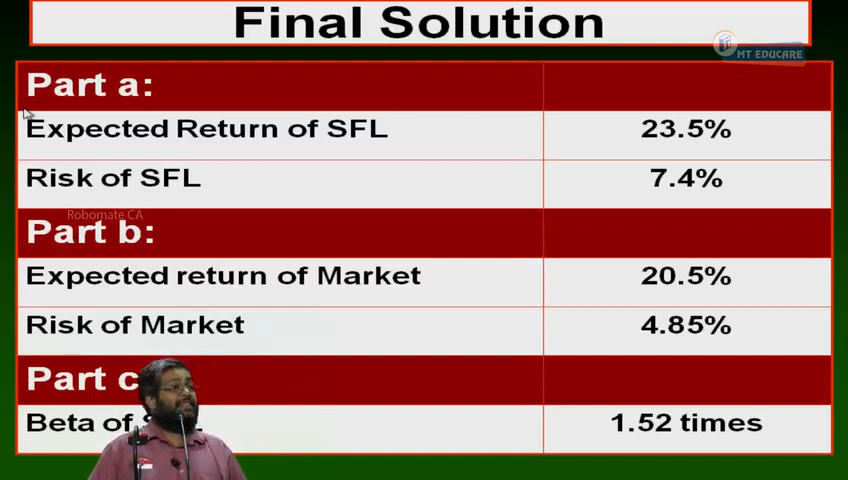 Final Solution
MT EDUCARE
Part a:
Expected Return of SFL 23.5%
Risk of SFL 7.4%
Robomate CA
Part b:
Expected return of Market 20.5%
Risk of Market 4.85%
Part c
Beta of 1.52 times